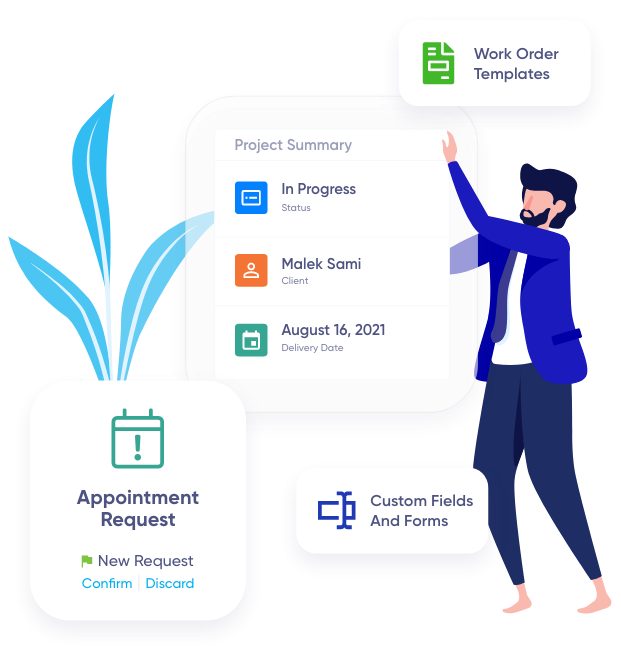 Work Order
Templates
Project Summary
In Progress
Status
Malek Sami
Client
August 16, 2021
Delivery Date
Appointment
Request
New Request
Confirm Discard
Custom Fields
And Forms